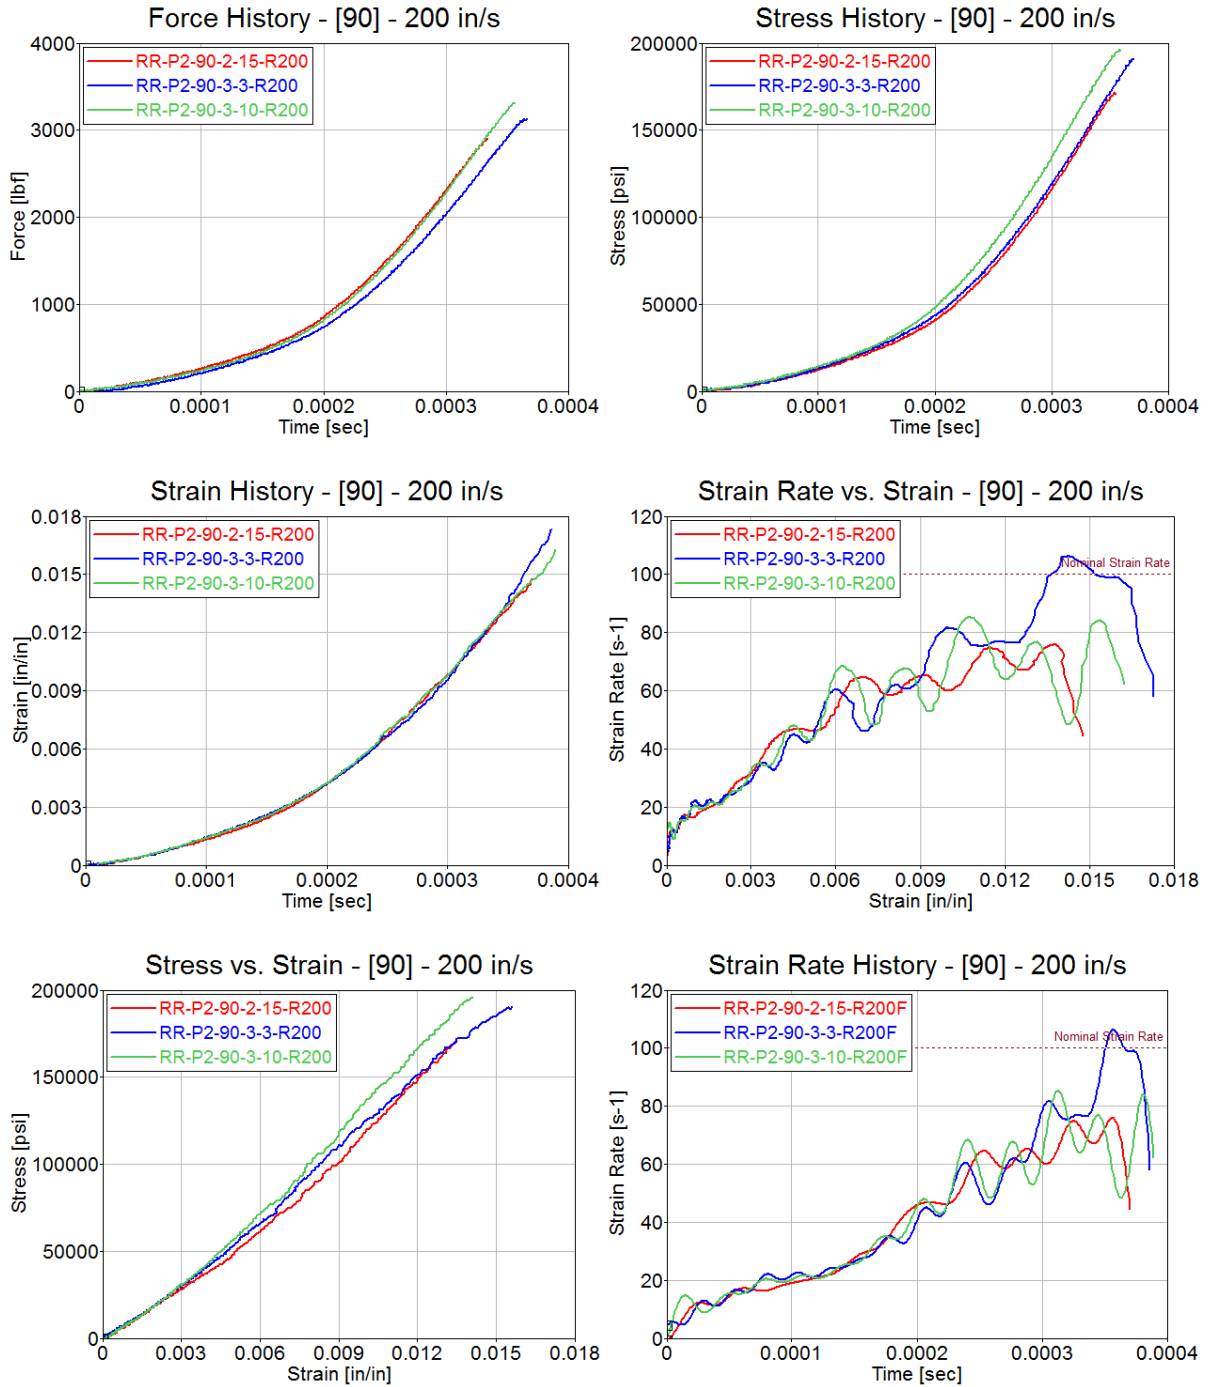 Force History - [90] - 200 in/s
4000
3000
2000
1000
0
Force [lbf]
RR-P2-90-2-15-R200
RR-P2-90-3-3-R200
RR-P2-90-3-10-R200
0 0.0001 0.0002 0.0003 0.0004
Time [sec]
Stress History - [90] - 200 in/s
200000
150000
100000
50000
0
Stress [psi]
RR-P2-90-2-15-R200
RR-P2-90-3-3-R200
RR-P2-90-3-10-R200
0 0.0001 0.0002 0.0003 0.0004
Time [sec]
Strain History - [90] - 200 in/s
0.018
0.015
0.012
0.009
0.006
0.003
0
Strain [in/in]
RR-P2-90-2-15-R200
RR-P2-90-3-3-R200
RR-P2-90-3-10-R200
0 0.0001 0.0002 0.0003 0.0004
Time [sec]
Strain Rate vs. Strain - [90] - 200 in/s
120
100
80
60
40
20
0
Strain Rate [s-1]
RR-P2-90-2-15-R200
RR-P2-90-3-3-R200
RR-P2-90-3-10-R200
Nominal Strain Rate
0 0.003 0.006 0.009 0.012 0.015 0.018
Strain [in/in]
Stress vs. Strain - [90] - 200 in/s
200000
150000
100000
50000
0
Stress [psi]
RR-P2-90-2-15-R200
RR-P2-90-3-3-R200
RR-P2-90-3-10-R200
0 0.003 0.006 0.009 0.012 0.015 0.018
Strain [in/in]
Strain Rate History - [90] - 200 in/s
120
100
80
60
40
20
0
Strain Rate [s-1]
RR-P2-90-2-15-R200F
RR-P2-90-3-3-R200F
RR-P2-90-3-10-R200F
Nominal Strain Rate
0 0.0001 0.0002 0.0003 0.0004
Time [sec]